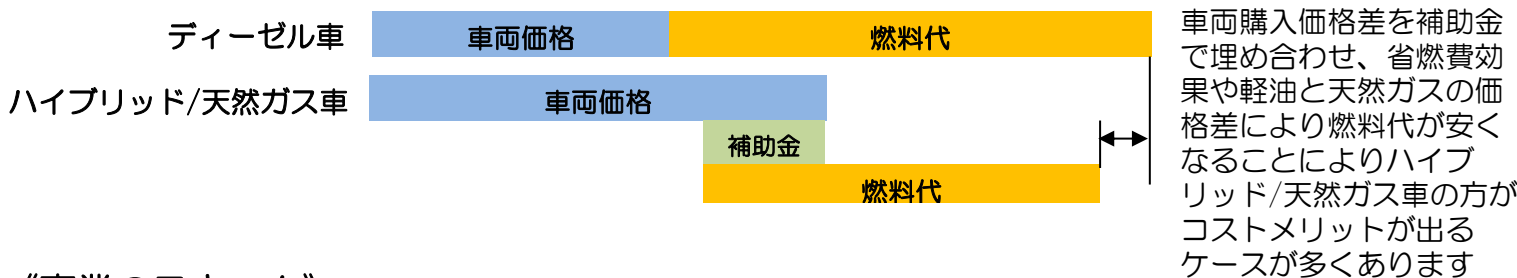 ディーゼル車
車両価格
燃料代
ハイブリッド/天然ガス車
車両価格
補助金
燃料代
車両購入価格差を補助金
で埋め合わせ、省燃費効
果や軽油と天然ガスの価
格差により燃料代が安く
なることによりハイブ
リッド/天然ガス車の方が
コストメリットが出る
ケースが多くあります